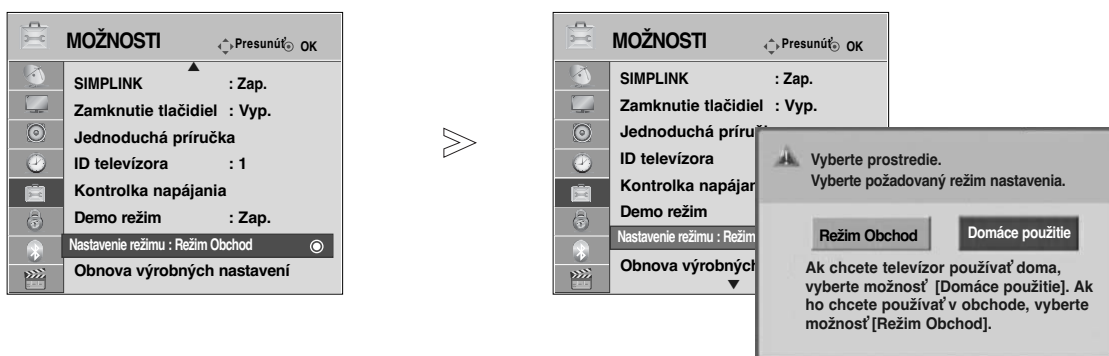 MOŽNOSTI
Presunúť OK
SIMPLINK : Zap.
Zamknutie tlačidiel : Vyp.
Jednoduchá príručka
ID televízora : 1
Kontrolka napájania
Demo režim : Zap.
Nastavenie režimu : Režim Obchod
Obnova výrobných nastavení
MOŽNOSTI
Presunúť OK
SIMPLINK : Zap.
Zamknutie tlačidiel : Vyp.
Jednoduchá príruč
ID televízora
Kontrolka napájan
Demo režim
Nastavenie režimu : Režim
Obnova výrobných
Vyberte prostredie.
Vyberte požadovaný režim nastavenia.
Režim Obchod
Domáce použitie
Ak chcete televízor používať doma,
vyberte možnosť [Domáce použitie]. Ak
ho chcete používať v obchode, vyberte
možnosť [Režim Obchod].